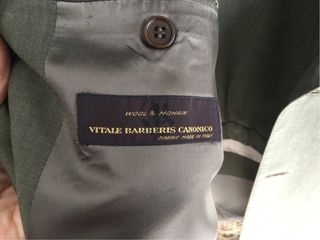 WOOL & MOHAIR
VITALE BARBERIS CANONICO
FABRIC MADE IN ITALY